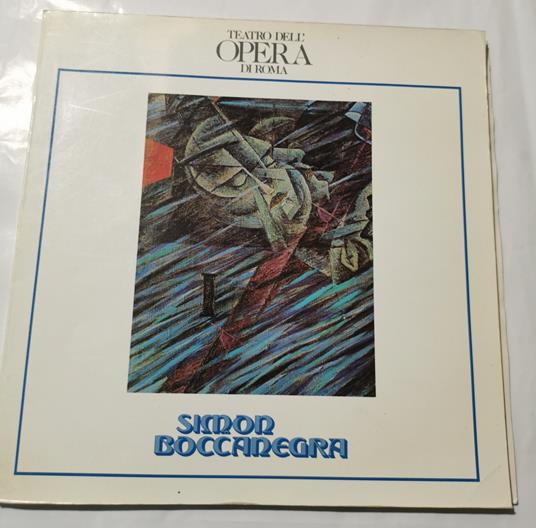 TEATRO DELL'
OPERA
DI ROMA
SIMON
BOCCANEGRA